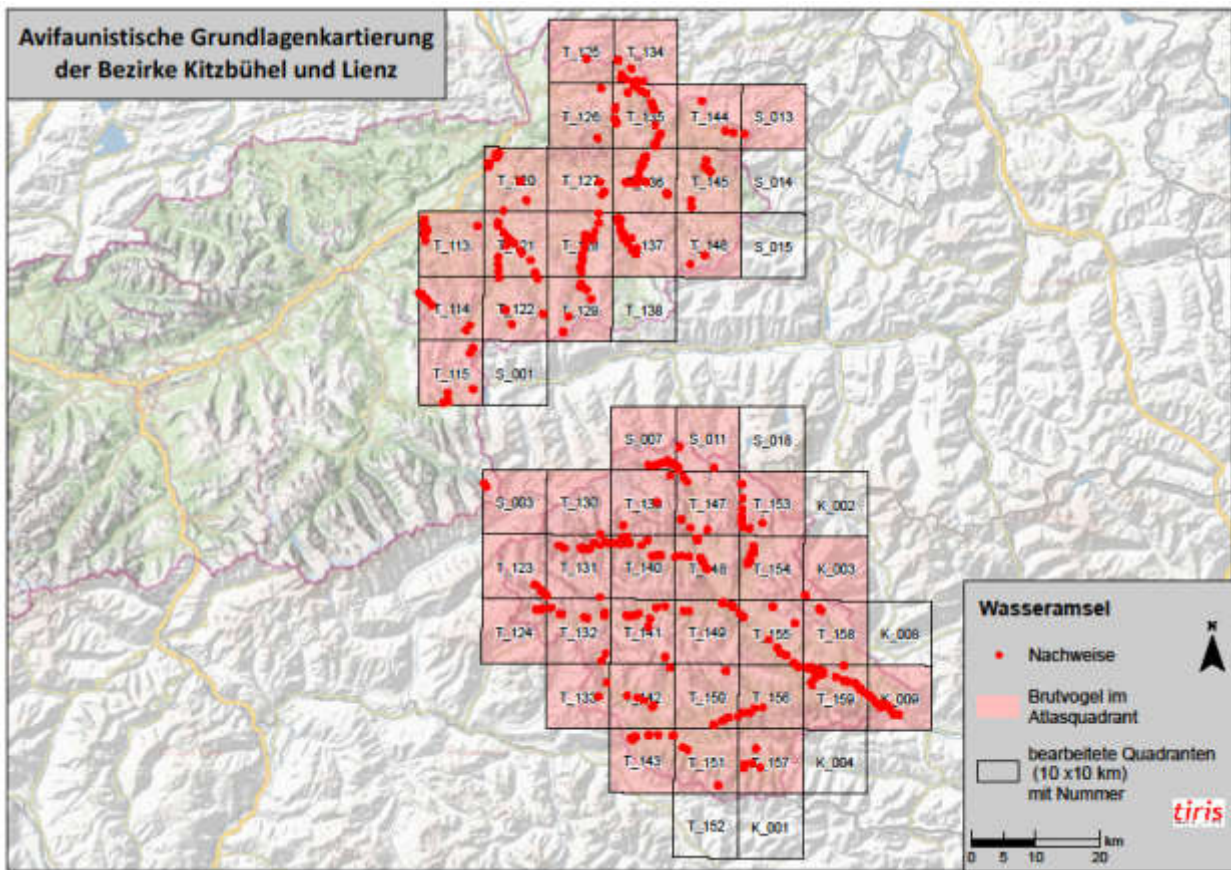 Avifaunistische Grundlagenkartierung
der Bezirke Kitzbühel und Lienz
T_125 T_134
T_126 T_135 T_144 S_013
T_120 T_127 T_136 T_145 S_014
T_113 T_121 T_128 T_137 T_146 S_015
T_114 T_122 T_129 T_138
T_115 S_001
S_007 S_011 S_018
S_003 T_130 T_139 T_147 T_153 K_002
T_123 T_131 T_140 T_148 T_154 K_003
T_124 T_132 T_141 T_149 T_155 T_158 K_008
T_133 T_142 T_150 T_156 T_159 K_009
T_143 T_151 T_157 K_004
T_152 K_001
Wasseramsel
N
Nachweise
Brutvogel im
Atlasquadrant
bearbeitete Quadranten
(10 x10 km)
mit Nummer
tiris
km
0 5 10 20